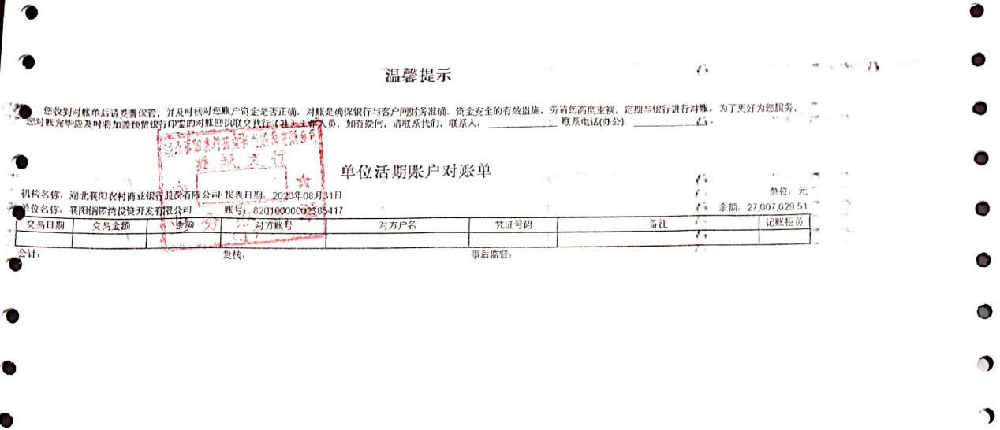 温馨提示
您收到对账单后请妥善保管，并及时核对您账户资金是否正确。对账是确保银行与客户间财务准确、资金安全的有效措施，务请您高度重视，定期与银行进行对账。为了更好为您服务，
您对账完毕应及时将加盖预留银行印鉴的对账回执联交我行（社）工作人员，如有疑问，请联系我们，联系人： 联系电话(办公)：
单位活期账户对账单
机构名称：湖北襄阳农村商业银行股份有限公司 报表日期：2020年08月31日 单位：元
单位名称：襄阳铜锣湾投资开发有限公司 账号：82010000002385417 余额：27,007,629.51
交易日期 交易金额 余额 对方账号 对方户名 凭证号码 备注 记账柜员
会计： 复核： 事后监督：